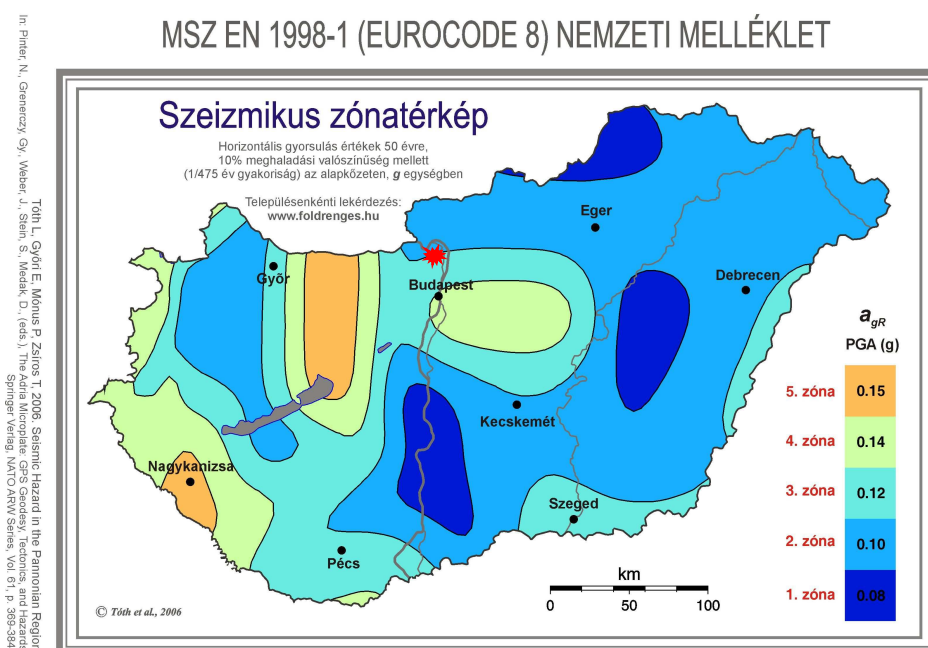 MSZ EN 1998-1 (EUROCODE 8) NEMZETI MELLÉKLET
Szeizmikus zónatérkép
Horizontális gyorsulás értékek 50 évre,
10% meghaladási valószínűség mellett
(1/475 év gyakoriság) az alapkőzeten, g egységben
Településenkénti lekérdezés:
www.foldrenges.hu
Eger
Győr
Debrecen
Budapest
Kecskemét
Nagykanizsa
Szeged
Pécs
agR
PGA (g)
5. zóna 0.15
4. zóna 0.14
3. zóna 0.12
2. zóna 0.10
1. zóna 0.08
km
0 50 100
© Tóth et al., 2006
Tóth L, Győri E, Mónus P, Zsíros T, 2006. Seismic Hazard in the Pannonian Region
In: Pinter, N., Grenerczy, Gy., Weber, J., Stein, S., Medak, D., (eds.), The Adria Microplate: GPS Geodesy, Tectonics, and Hazards
Springer Verlag, NATO ARW Series, Vol. 61, p. 369-384